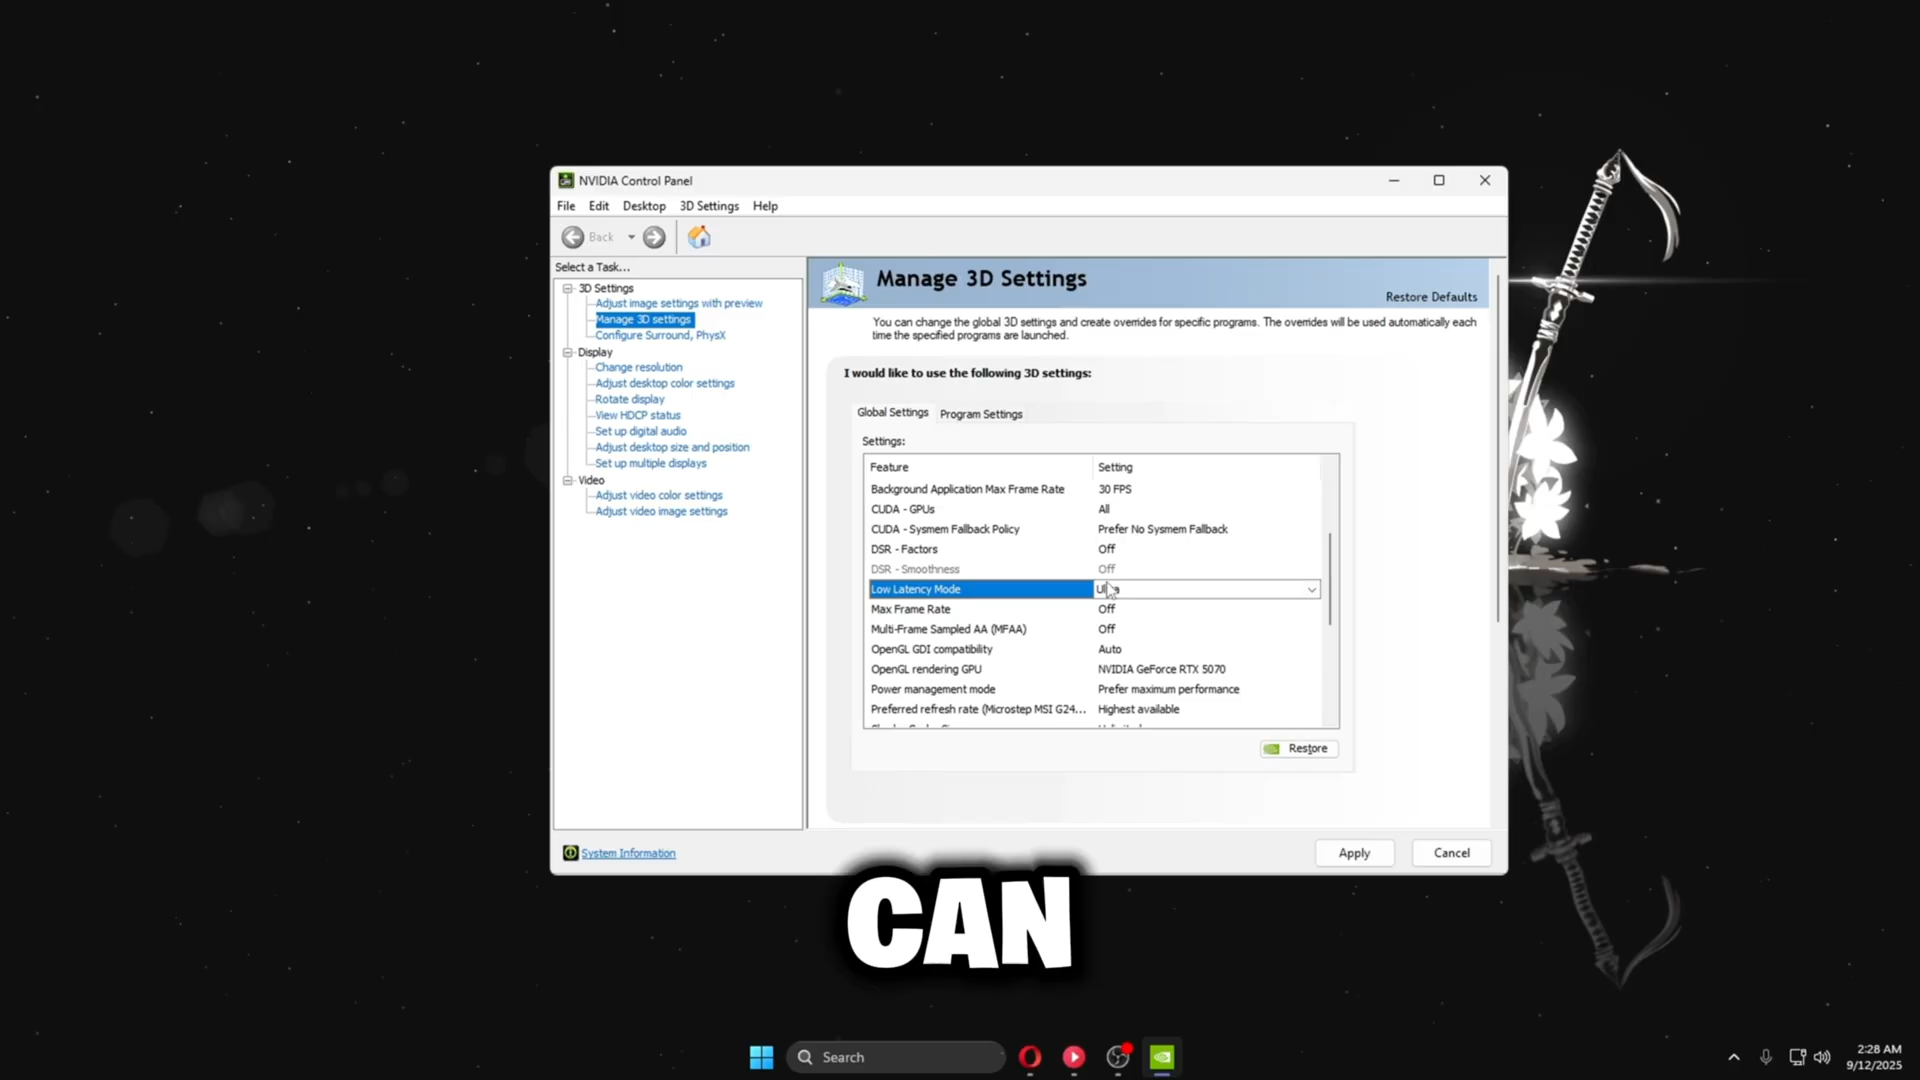 NVIDIA Control Panel
File Edit Desktop 3D Settings Help
Back
Select a Task...
3D Settings
Adjust image settings with preview
Manage 3D settings
Configure Surround, PhysX
Display
Change resolution
Adjust desktop color settings
Rotate display
View HDCP status
Set up digital audio
Adjust desktop size and position
Set up multiple displays
Video
Adjust video color settings
Adjust video image settings
System Information
Manage 3D Settings
Restore Defaults
You can change the global 3D settings and create overrides for specific programs. The overrides will be used automatically each
time the specified programs are launched.
I would like to use the following 3D settings:
Global Settings Program Settings
Settings:
Feature Setting
Background Application Max Frame Rate 30 FPS
CUDA - GPUs All
CUDA - Sysmem Fallback Policy Prefer No Sysmem Fallback
DSR - Factors Off
DSR - Smoothness Off
Low Latency Mode
Max Frame Rate Off
Multi-Frame Sampled AA (MFAA) Off
OpenGL GDI compatibility Auto
OpenGL rendering GPU NVIDIA GeForce RTX 5070
Power management mode Prefer maximum performance
Preferred refresh rate (Microstep MSI G24... Highest available
Restore
Apply Cancel
CAN
Search
2:28 AM
9/12/2025